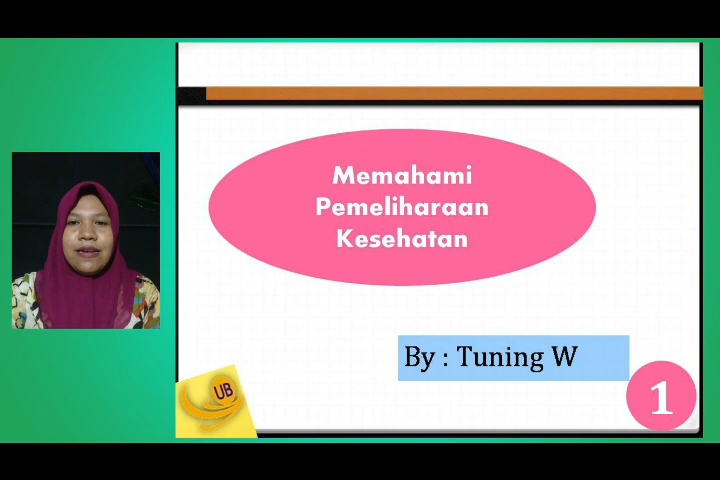 Memahami
Pemeliharaan
Kesehatan
By : Tuning W
UB
1